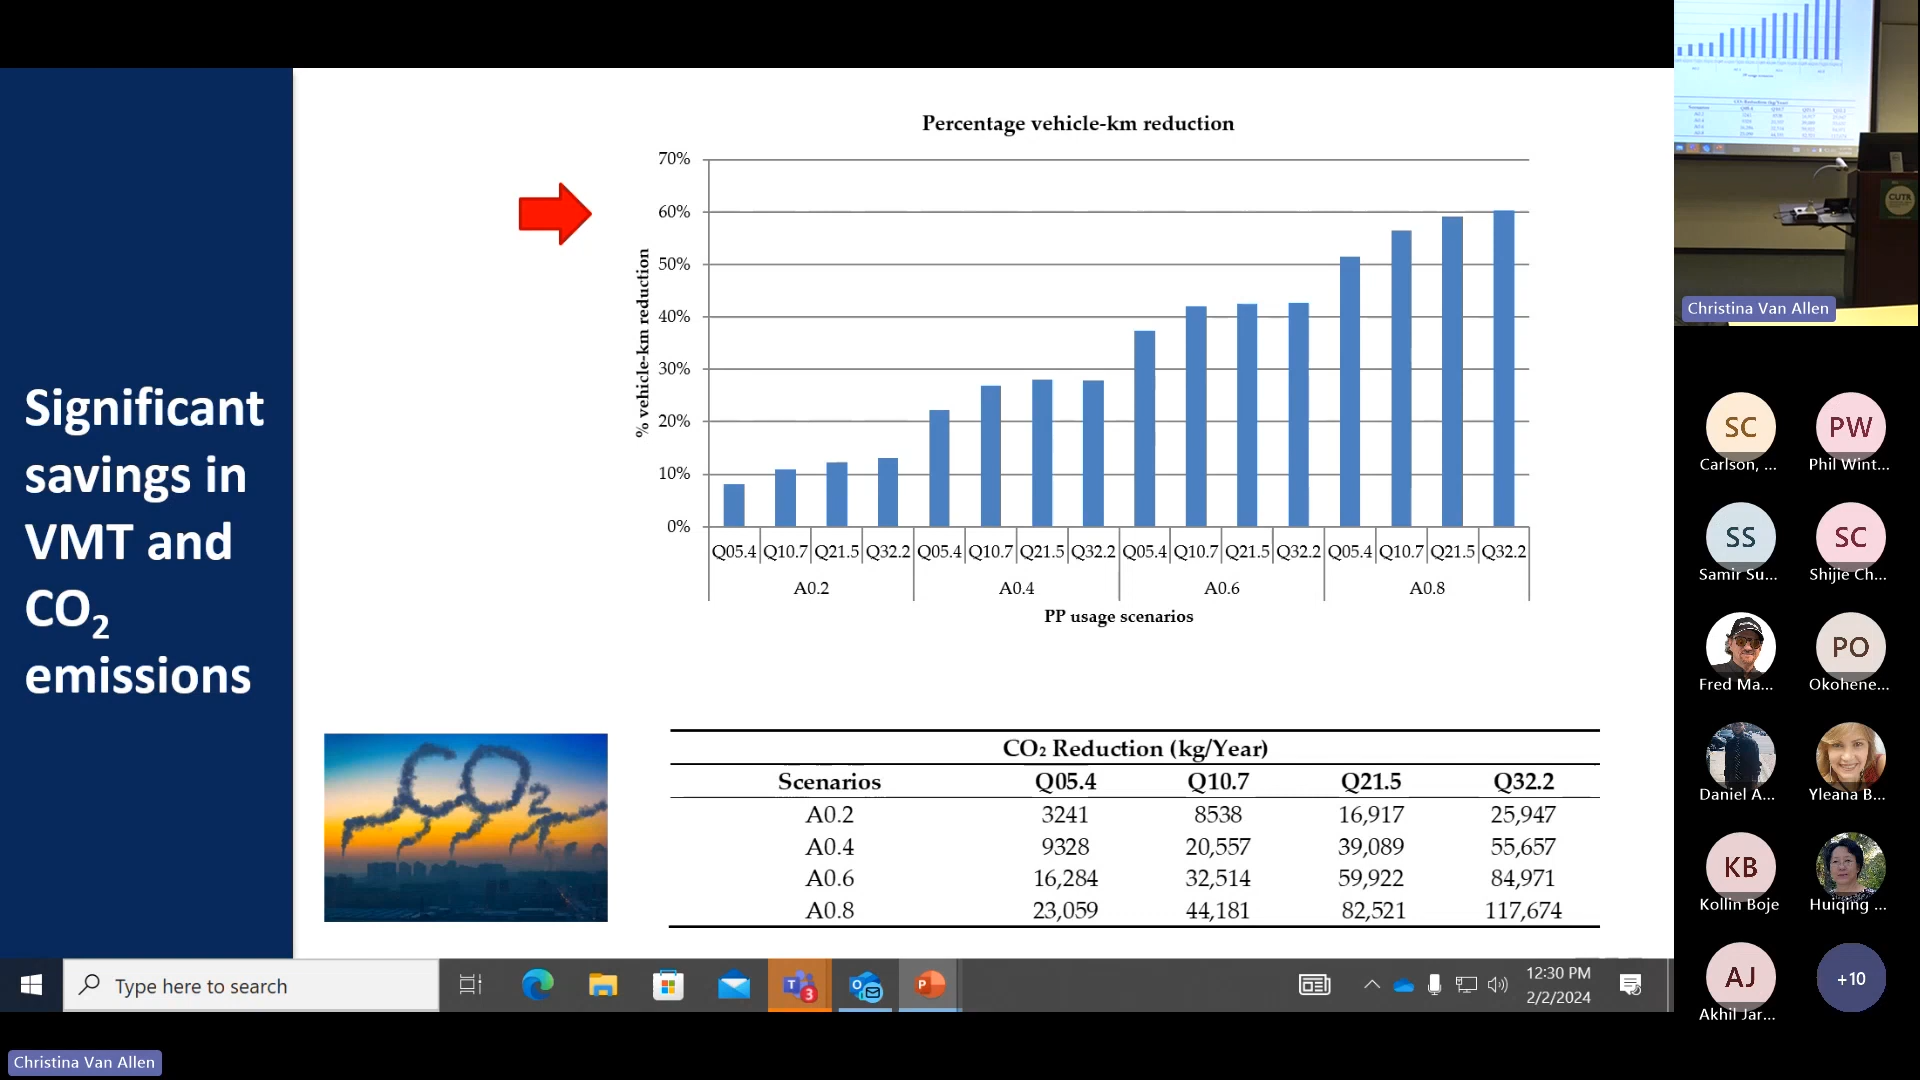 Significant
savings in
VMT and
CO₂
emissions
Percentage vehicle-km reduction
% vehicle-km reduction
70%
60%
50%
40%
30%
20%
10%
0%
Q05.4 Q10.7 Q21.5 Q32.2 Q05.4 Q10.7 Q21.5 Q32.2 Q05.4 Q10.7 Q21.5 Q32.2 Q05.4 Q10.7 Q21.5 Q32.2
A0.2 A0.4 A0.6 A0.8
PP usage scenarios
CO₂
CO₂ Reduction (kg/Year)
Scenarios Q05.4 Q10.7 Q21.5 Q32.2
A0.2 3241 8538 16,917 25,947
A0.4 9328 20,557 39,089 55,657
A0.6 16,284 32,514 59,922 84,971
A0.8 23,059 44,181 82,521 117,674
Type here to search
T 3
O
P
12:30 PM
2/2/2024
Christina Van Allen
CUTR
Christina Van Allen
SC PW
Carlson, ... Phil Wint...
SS SC
Samir Su... Shijie Ch...
PO
Fred Ma... Okohene...
Daniel A... Yleana B...
KB
Kollin Boje Huiqing ...
AJ +10
Akhil Jar...